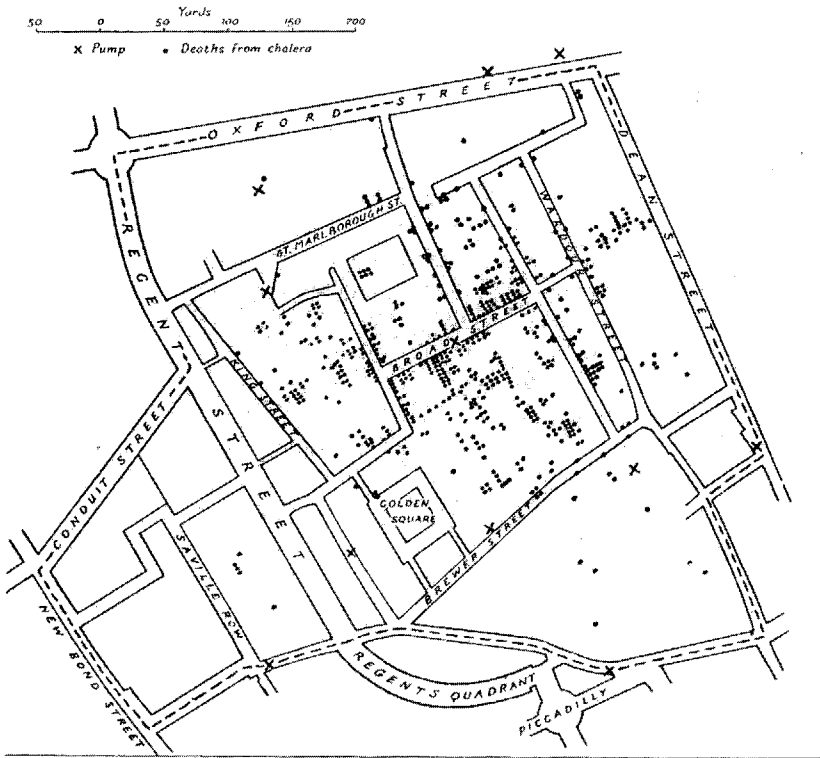 Yards
50 0 50 100 150 200
x Pump • Deaths from cholera
OXFORD STREET
DEAN STREET
REGENT STREET
GT. MARLBOROUGH ST.
WARDOUR STREET
BROAD STREET
KING STREET
CONDUIT STREET
GOLDEN
SQUARE
BREWER STREET
SAVILLE ROW
NEW BOND STREET
REGENTS QUADRANT
PICCADILLY